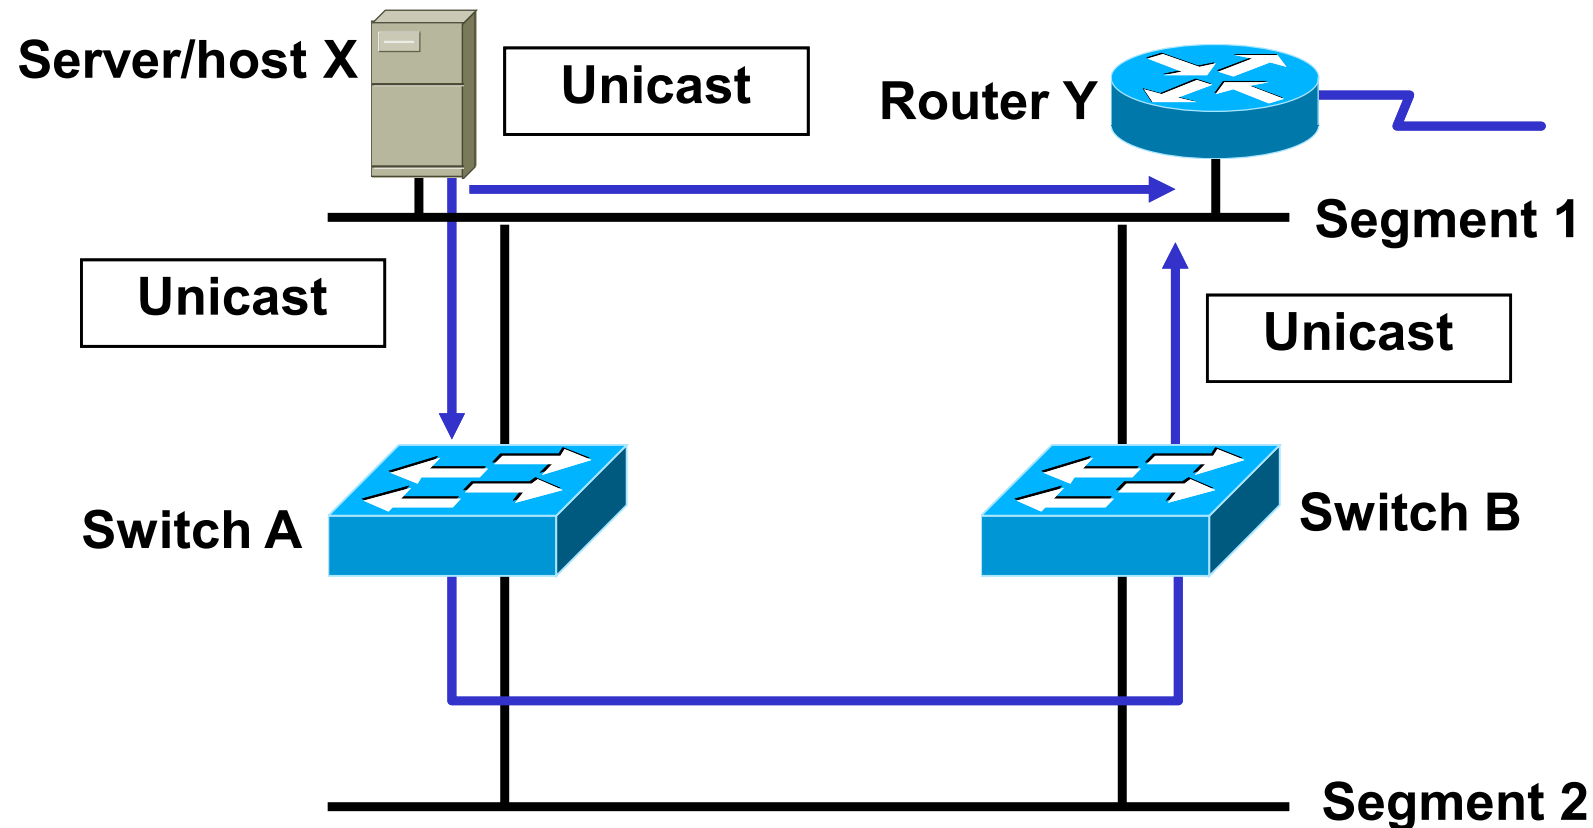 Server/host X
Unicast
Router Y
Segment 1
Unicast
Unicast
Switch A
Switch B
Segment 2